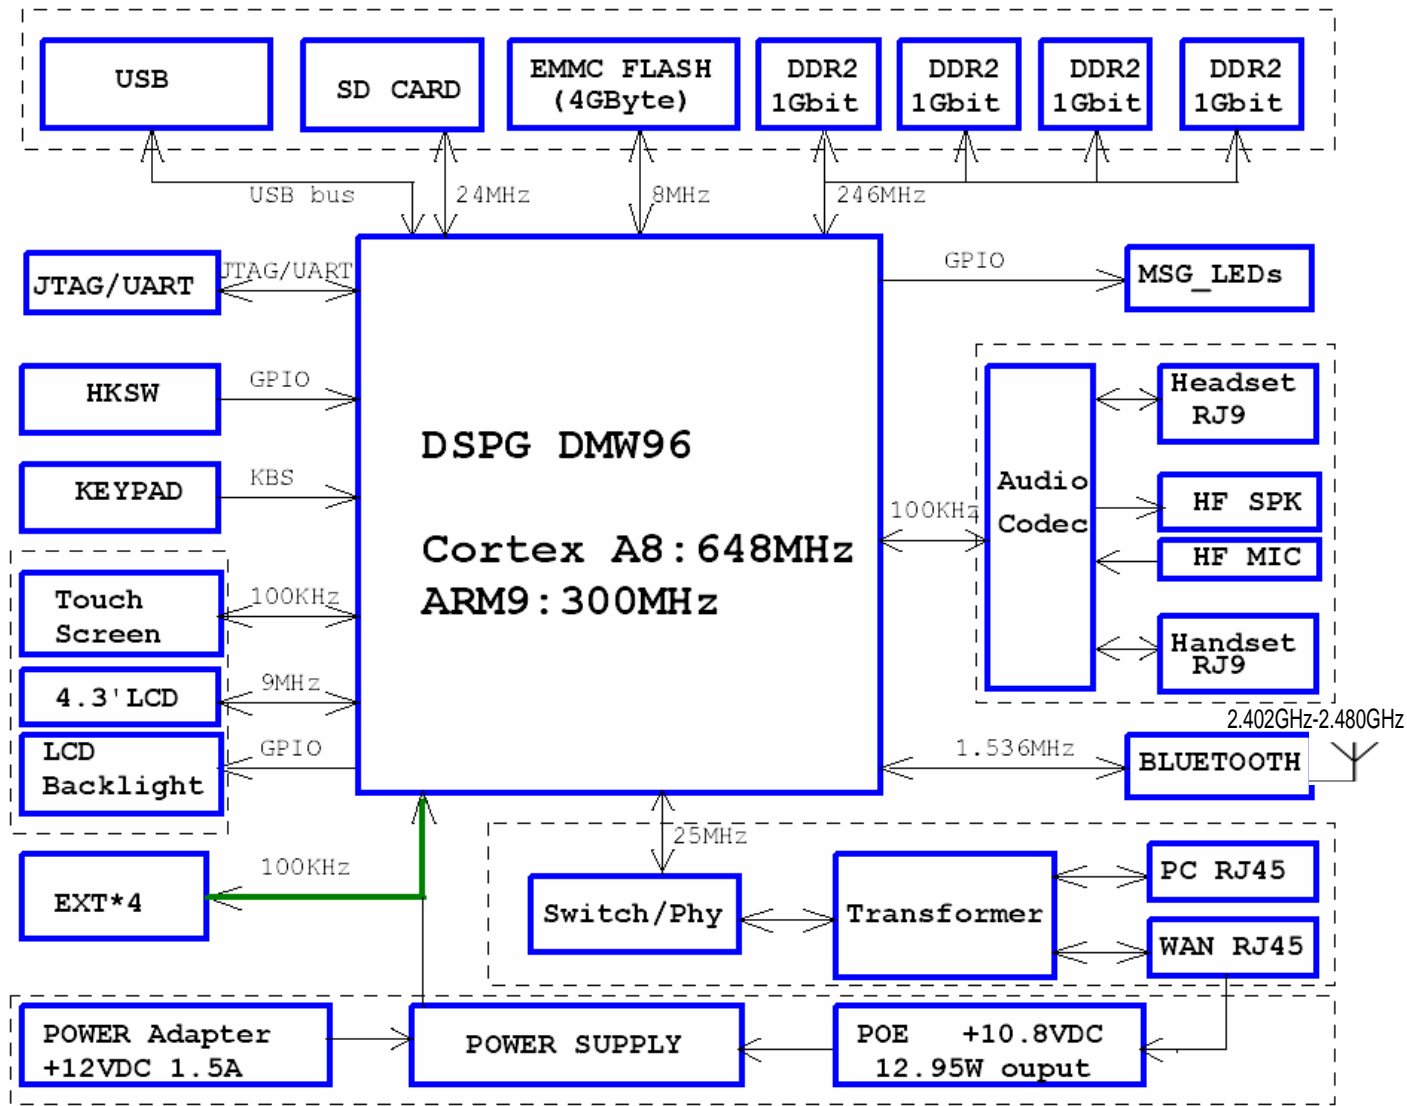 USB
SD CARD
EMMC FLASH
(4GByte)
DDR2
1Gbit
DDR2
1Gbit
DDR2
1Gbit
DDR2
1Gbit
USB bus
24MHz
8MHz
246MHz
JTAG/UART
JTAG/UART
GPIO
MSG_LEDs
HKSW
GPIO
KEYPAD
KBS
DSPG DMW96
Cortex A8:648MHz
ARM9:300MHz
100KHz
Audio
Codec
Headset
RJ9
HF SPK
HF MIC
Handset
RJ9
Touch
Screen
100KHz
4.3'LCD
9MHz
LCD
Backlight
GPIO
2.402GHz-2.480GHz
1.536MHz
BLUETOOTH
EXT*4
100KHz
25MHz
Switch/Phy
Transformer
PC RJ45
WAN RJ45
POWER Adapter
+12VDC 1.5A
POWER SUPPLY
POE +10.8VDC
12.95W ouput